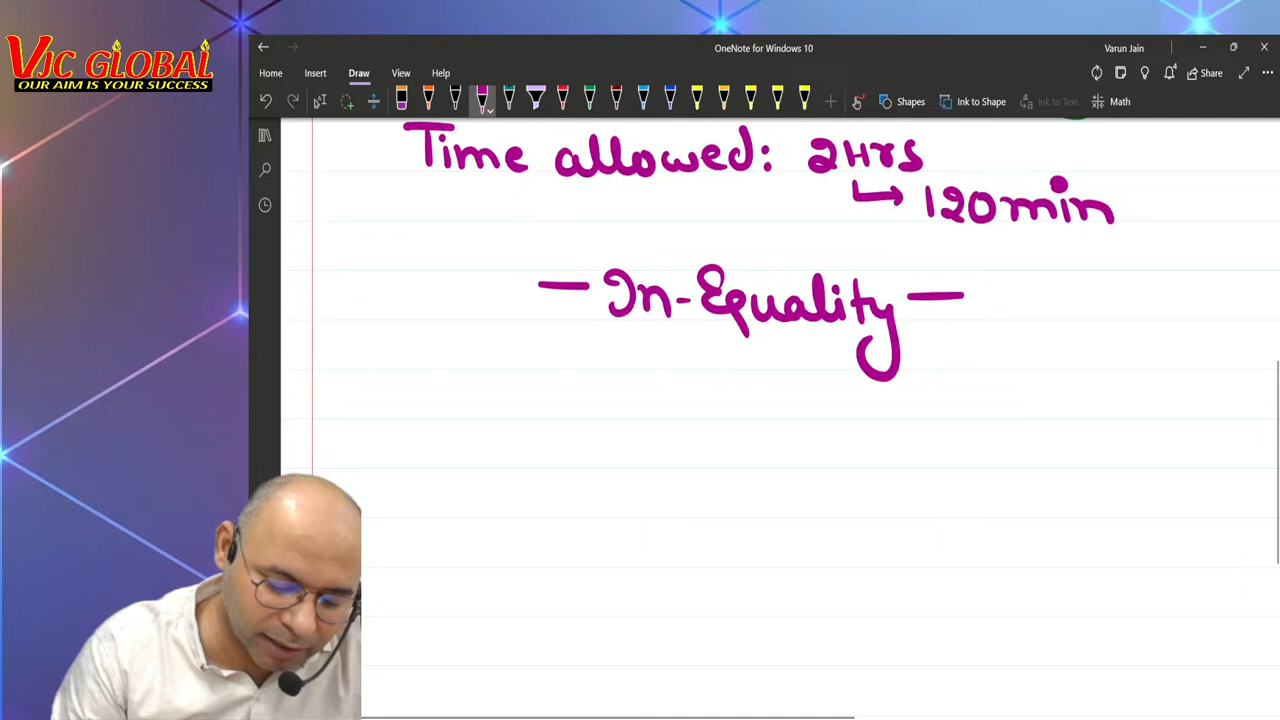 VJC GLOBAL
OUR AIM IS YOUR SUCCESS
OneNote for Windows 10
Varun Jain
Home Insert Draw View Help
4
Share
Shapes
Ink to Shape
Ink to Text
Math
Time allowed: 2Hrs
120min
- In-Equality -